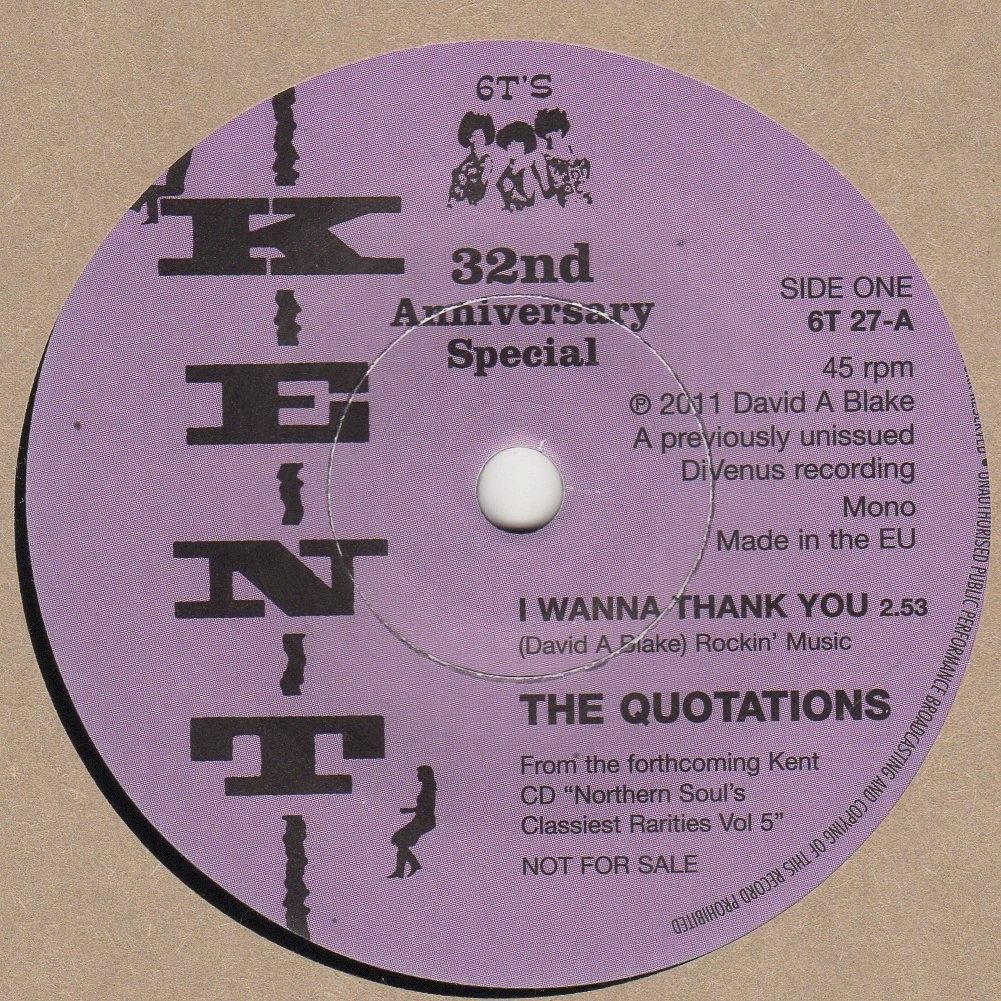 6T'S
32nd
Anniversary
Special
KENT
SIDE ONE
6T 27-A
45 rpm
℗ 2011 David A Blake
A previously unissued
DiVenus recording
Mono
Made in the EU
I WANNA THANK YOU 2.53
(David A Blake) Rockin' Music
THE QUOTATIONS
From the forthcoming Kent
CD “Northern Soul's
Classiest Rarities Vol 5”
NOT FOR SALE
UNAUTHORISED PUBLIC PERFORMANCE BROADCASTING AND COPYING OF THIS RECORD PROHIBITED